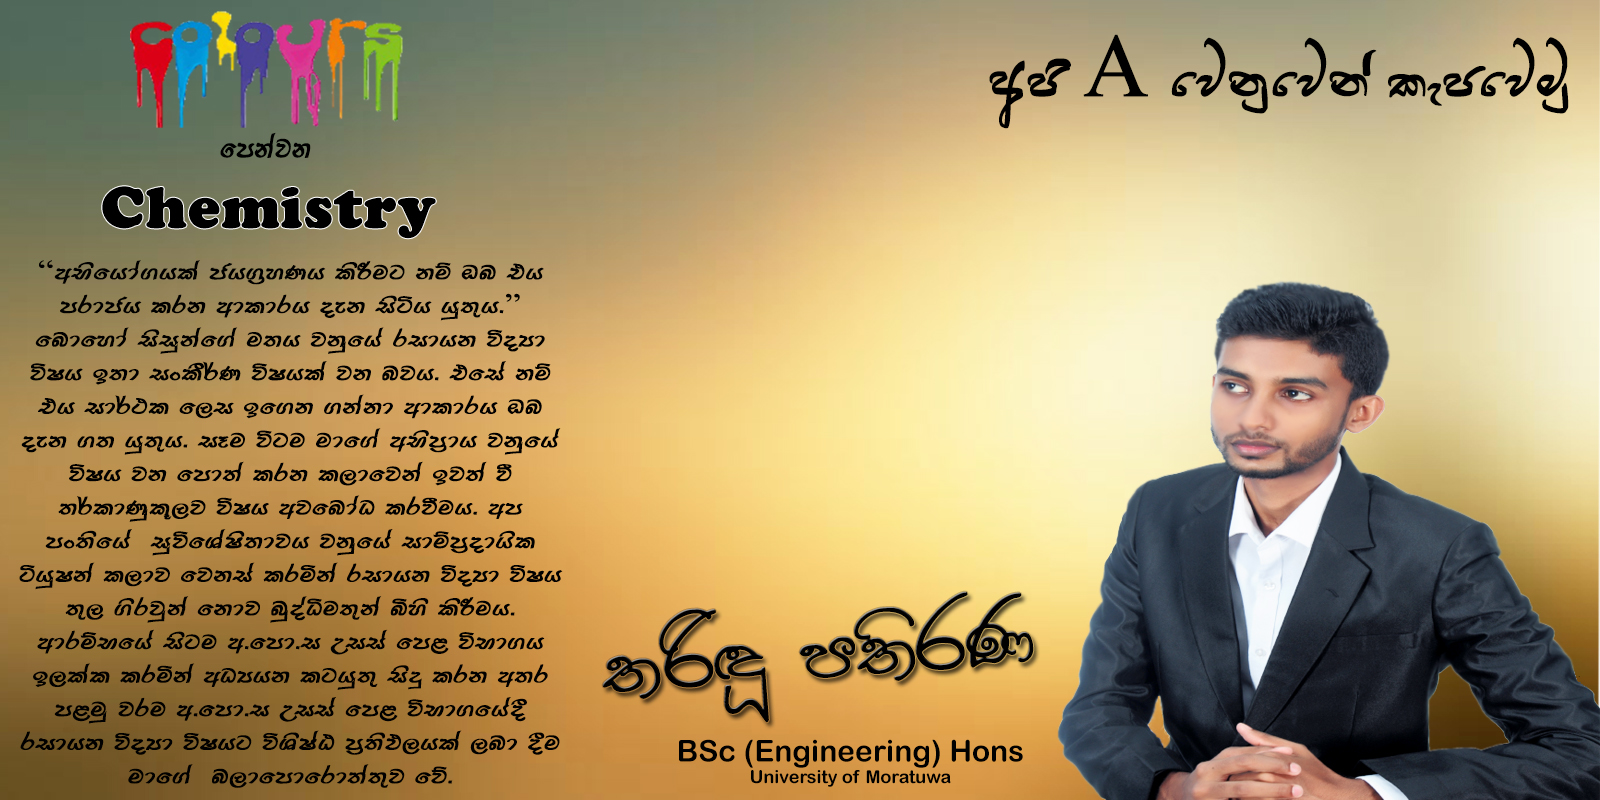 colours
පෙන්වන
Chemistry
“අභියෝගයක් ජයග්‍රහණය කිරීමට නම් ඔබ එය
පරාජය කරන ආකාරය දැන සිටිය යුතුය.”
බොහෝ සිසුන්ගේ මතය වනුයේ රසායන විද්‍යා
විෂය ඉතා සංකීර්ණ විෂයක් වන බවය. එසේ නම්
එය සාර්ථක ලෙස ඉගෙන ගන්නා ආකාරය ඔබ
දැන ගත යුතුය. සෑම විටම මාගේ අභිප්‍රාය වනුයේ
විෂය වන පොත් කරන කලාවෙන් ඉවත් වී
තර්කාණුකූලව විෂය අවබෝධ කරවීමය. අප
පංතියේ සුවිශේෂිතාවය වනුයේ සාම්ප්‍රදායික
ටියුෂන් කලාව වෙනස් කරමින් රසායන විද්‍යා විෂය
තුල ගිරවුන් නොව බුද්ධිමතුන් බිහි කිරීමය.
ආරම්භයේ සිටම අ.පො.ස උසස් පෙළ විභාගය
ඉලක්ක කරමින් අධ්‍යයන කටයුතු සිදු කරන අතර
පළමු වරම අ.පො.ස උසස් පෙළ විභාගයේදී
රසායන විද්‍යා විෂයට විශිෂ්ඨ ප්‍රතිඵලයක් ලබා දීම
මාගේ බලාපොරොත්තුව වේ.
අපි A වෙනුවෙන් කැපවෙමු
තරිඳූ පතිරණ
BSc (Engineering) Hons
University of Moratuwa